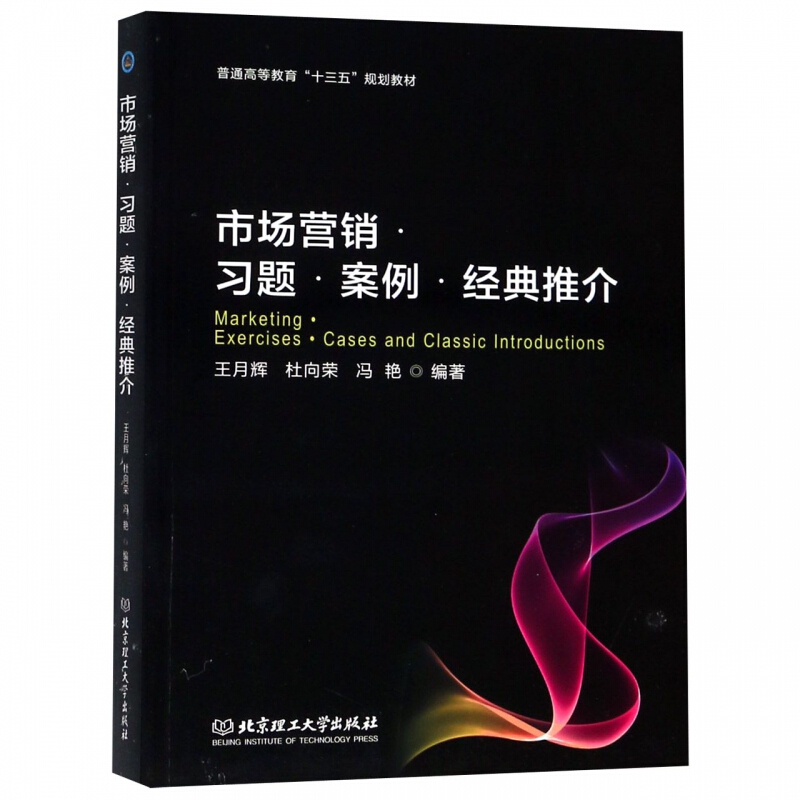 普通高等教育“十三五”规划教材
市场营销·
习题·案例·经典推介
Marketing·
Exercises·Cases and Classic Introductions
王月辉 杜向荣 冯 艳◎编著
北京理工大学出版社
BEIJING INSTITUTE OF TECHNOLOGY PRESS
市场营销·习题·案例·经典推介
王月辉 杜向荣 冯 艳◎编著
北京理工大学出版社